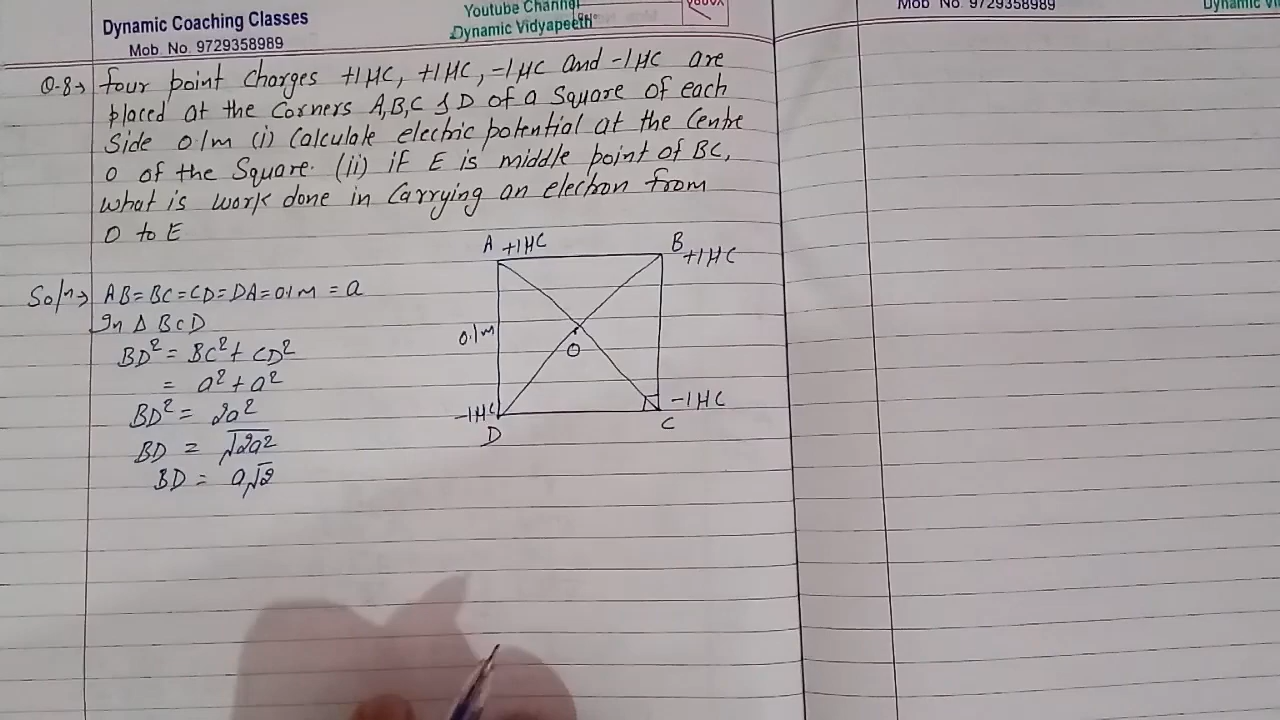 Dynamic Coaching Classes
Mob. No. 9729358989
Youtube Channel
Dynamic Vidyapeeth
Mob No. 9729358989
Q.8→ four point charges +1µC, +1µC, -1µC and -1µC are
placed at the Corners A,B,C & D of a Square of each
Side 0.1m (i) Calculate electric potential at the Centre
O of the Square. (ii) if E is middle point of BC,
what is work done in Carrying an electron from
O to E
Soln→ AB=BC=CD=DA=0.1m = a
In Δ BCD
BD² = BC² + CD²
= a² + a²
BD² = 2a²
BD = √2a²
BD = a√2
A +1µC
B +1µC
0.1m
O
-1µC
D
-1µC
C